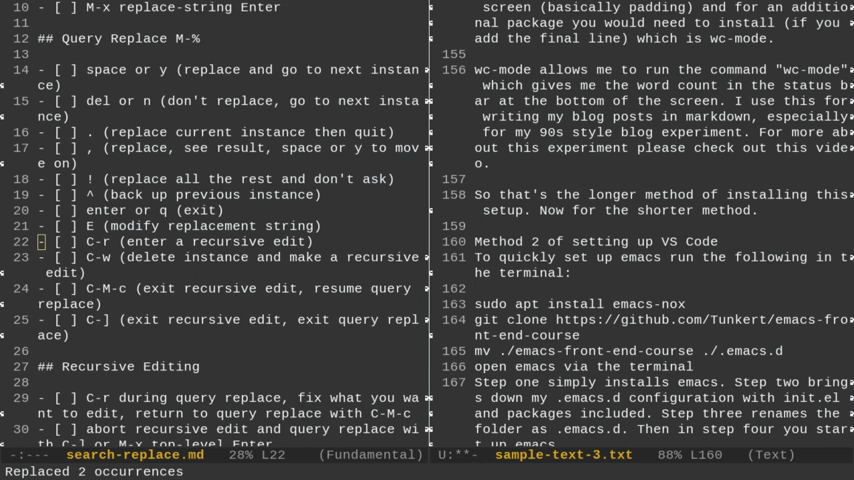 10 - [ ] M-x replace-string Enter
11
12 ## Query Replace M-%
13
14 - [ ] space or y (replace and go to next instan
ce)
15 - [ ] del or n (don't replace, go to next insta
nce)
16 - [ ] . (replace current instance then quit)
17 - [ ] , (replace, see result, space or y to mov
e on)
18 - [ ] ! (replace all the rest and don't ask)
19 - [ ] ^ (back up previous instance)
20 - [ ] enter or q (exit)
21 - [ ] E (modify replacement string)
22 - [ ] C-r (enter a recursive edit)
23 - [ ] C-w (delete instance and make a recursive
 edit)
24 - [ ] C-M-c (exit recursive edit, resume query
replace)
25 - [ ] C-] (exit recursive edit, exit query repl
ace)
26
27 ## Recursive Editing
28
29 - [ ] C-r during query replace, fix what you wa
nt to edit, return to query replace with C-M-c
30 - [ ] abort recursive edit and query replace wi
th C-] or M-x top-level Enter
-:--- search-replace.md 28% L22 (Fundamental)
screen (basically padding) and for an additio
nal package you would need to install (if you
add the final line) which is wc-mode.
155
156 wc-mode allows me to run the command "wc-mode"
 which gives me the word count in the status b
ar at the bottom of the screen. I use this for
 writing my blog posts in markdown, especially
 for my 90s style blog experiment. For more ab
out this experiment please check out this vide
o.
157
158 So that's the longer method of installing this
 setup. Now for the shorter method.
159
160 Method 2 of setting up VS Code
161 To quickly set up emacs run the following in t
he terminal:
162
163 sudo apt install emacs-nox
164 git clone https://github.com/Tunkert/emacs-fro
nt-end-course
165 mv ./emacs-front-end-course ./.emacs.d
166 open emacs via the terminal
167 Step one simply installs emacs. Step two bring
s down my .emacs.d configuration with init.el
and packages included. Step three renames the
folder as .emacs.d. Then in step four you star
t up emacs
U:**- sample-text-3.txt 88% L160 (Text)
Replaced 2 occurrences